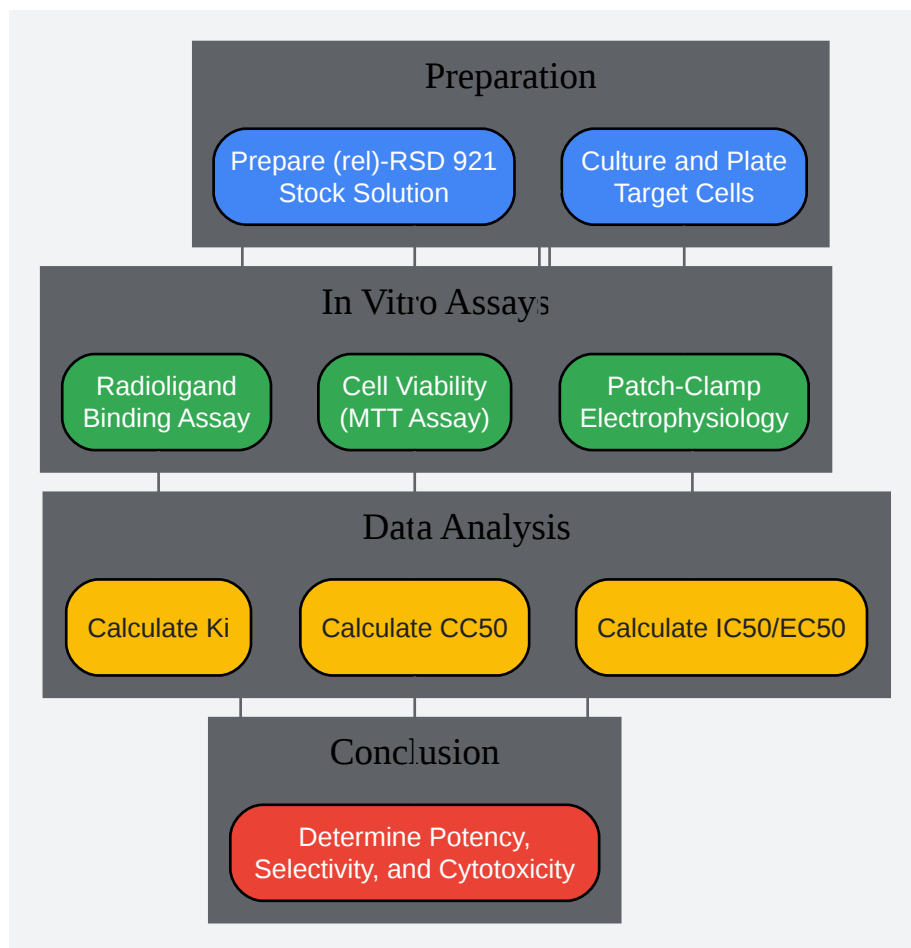 Preparation
Prepare (rel)-RSD 921
Stock Solution
Culture and Plate
Target Cells
In Vitro Assays
Radioligand
Binding Assay
Cell Viability
(MTT Assay)
Patch-Clamp
Electrophysiology
Data Analysis
Calculate Ki
Calculate CC50
Calculate IC50/EC50
Conclusion
Determine Potency,
Selectivity, and Cytotoxicity